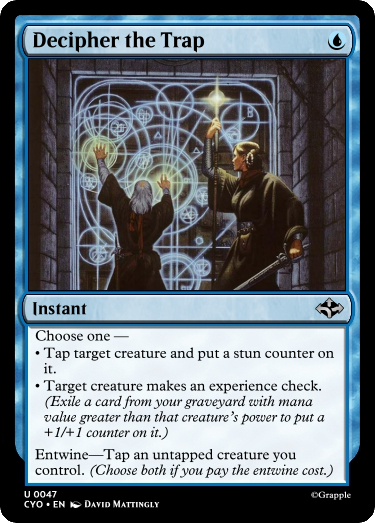 Decipher the Trap
Instant
Choose one —
• Tap target creature and put a stun counter on
it.
• Target creature makes an experience check.
(Exile a card from your graveyard with mana
value greater than that creature's power to put a
+1/+1 counter on it.)
Entwine—Tap an untapped creature you
control. (Choose both if you pay the entwine cost.)
U 0047
CYO • EN DAVID MATTINGLY
©Grapple